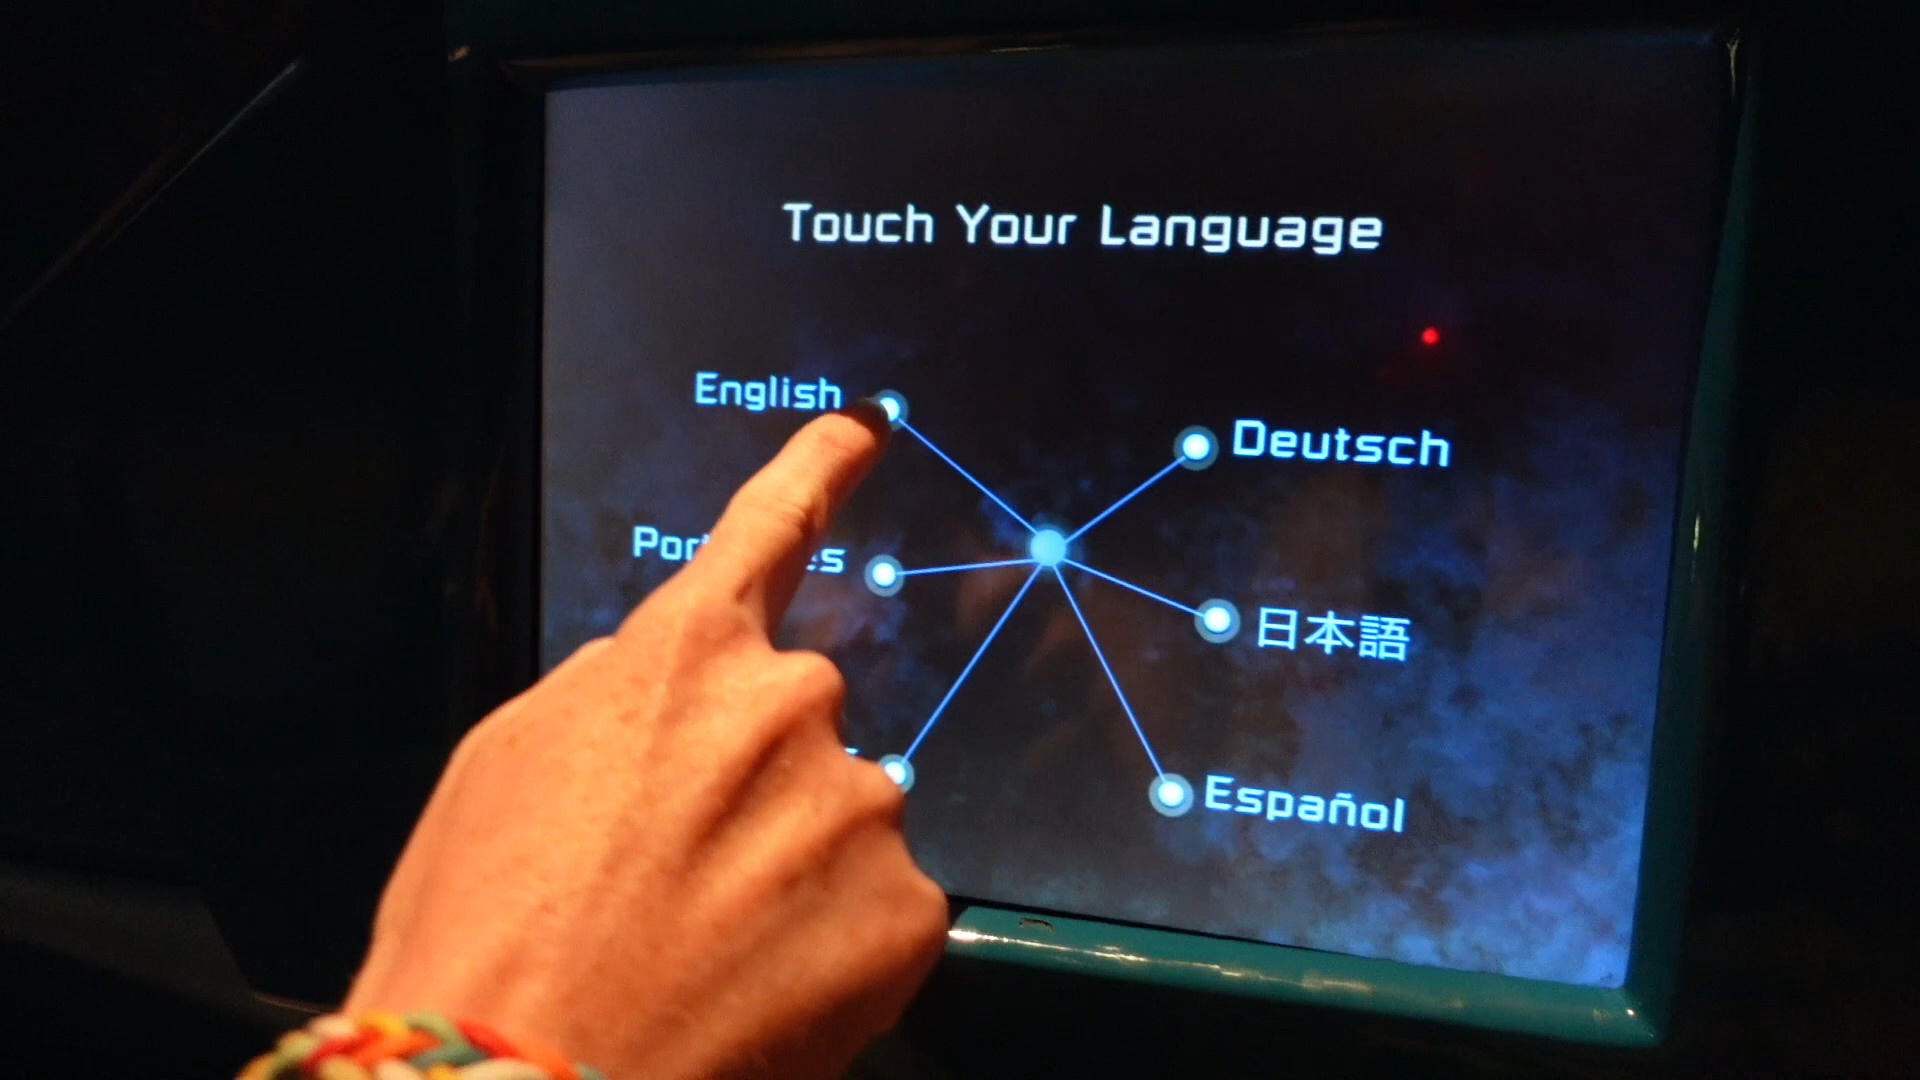 Touch Your Language
English
Deutsch
日本語
Español